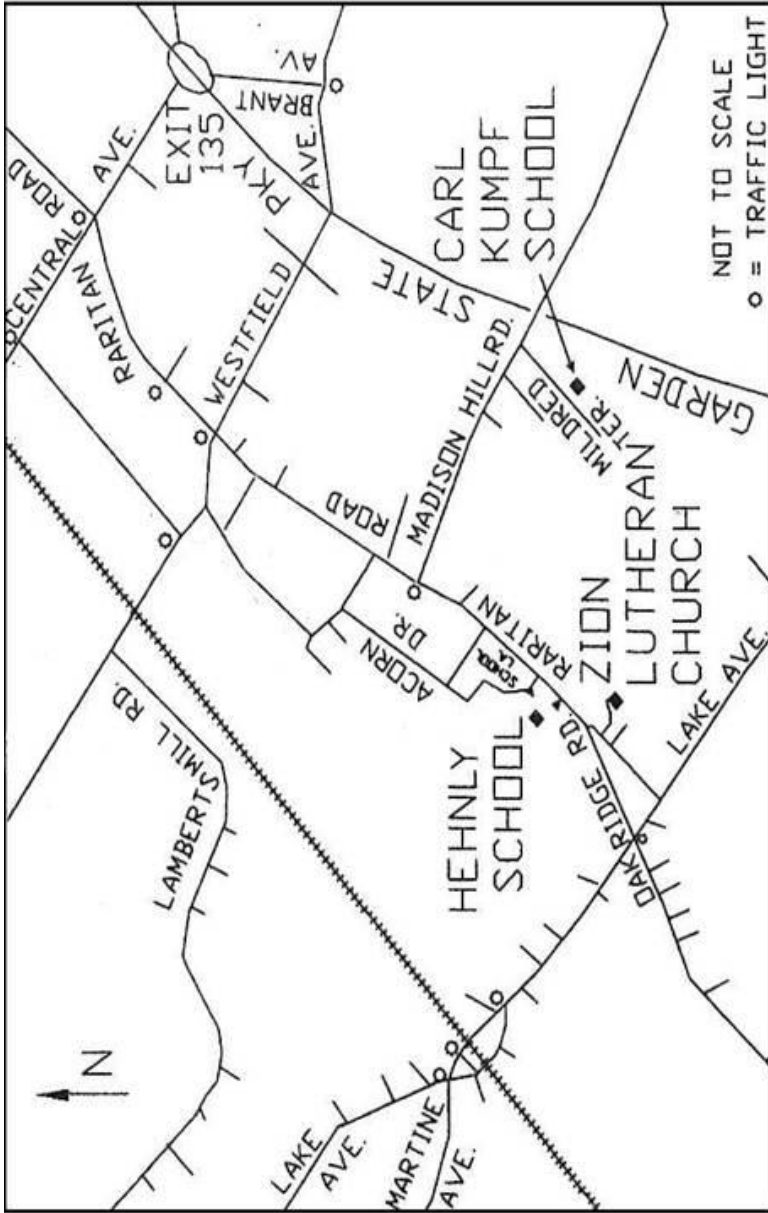 N
LAMBERTS MILL RD.
CENTRAL
AVE.
RARITAN
ROAD
EXIT
135
BRANT
AV.
WESTFIELD
AVE.
LAKE
AVE.
MARTINE
AVE.
ACORN
DR.
ROAD
GARDEN STATE PKY
SCHOOL
LA.
RARITAN
MADISON HILL RD.
CARL
KUMPF
SCHOOL
HEHNLY
SCHOOL
MILDRED
TER.
OAK RIDGE RD.
ZION
LUTHERAN
CHURCH
LAKE AVE.
NOT TO SCALE
o = TRAFFIC LIGHT